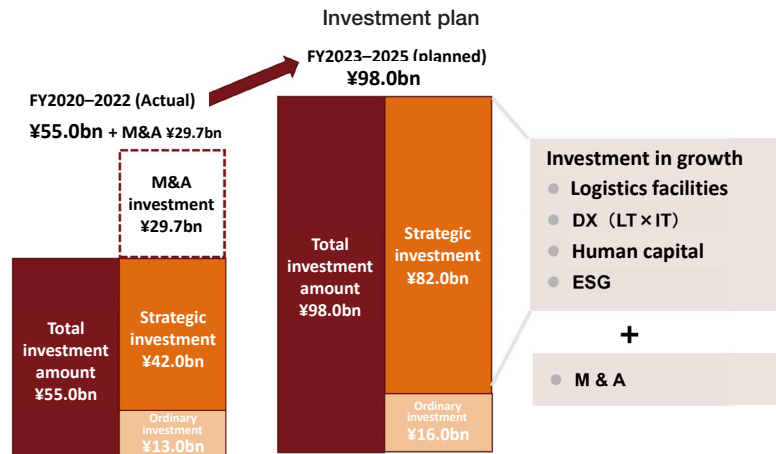 Investment plan
FY2020–2022 (Actual)
¥55.0bn + M&A ¥29.7bn
M&A
investment
¥29.7bn
Total
investment
amount
¥55.0bn
Strategic
investment
¥42.0bn
Ordinary
investment
¥13.0bn
FY2023–2025 (planned)
¥98.0bn
Total
investment
amount
¥98.0bn
Strategic
investment
¥82.0bn
Ordinary
investment
¥16.0bn
Investment in growth
Logistics facilities
DX（LT×IT）
Human capital
ESG
+
M & A